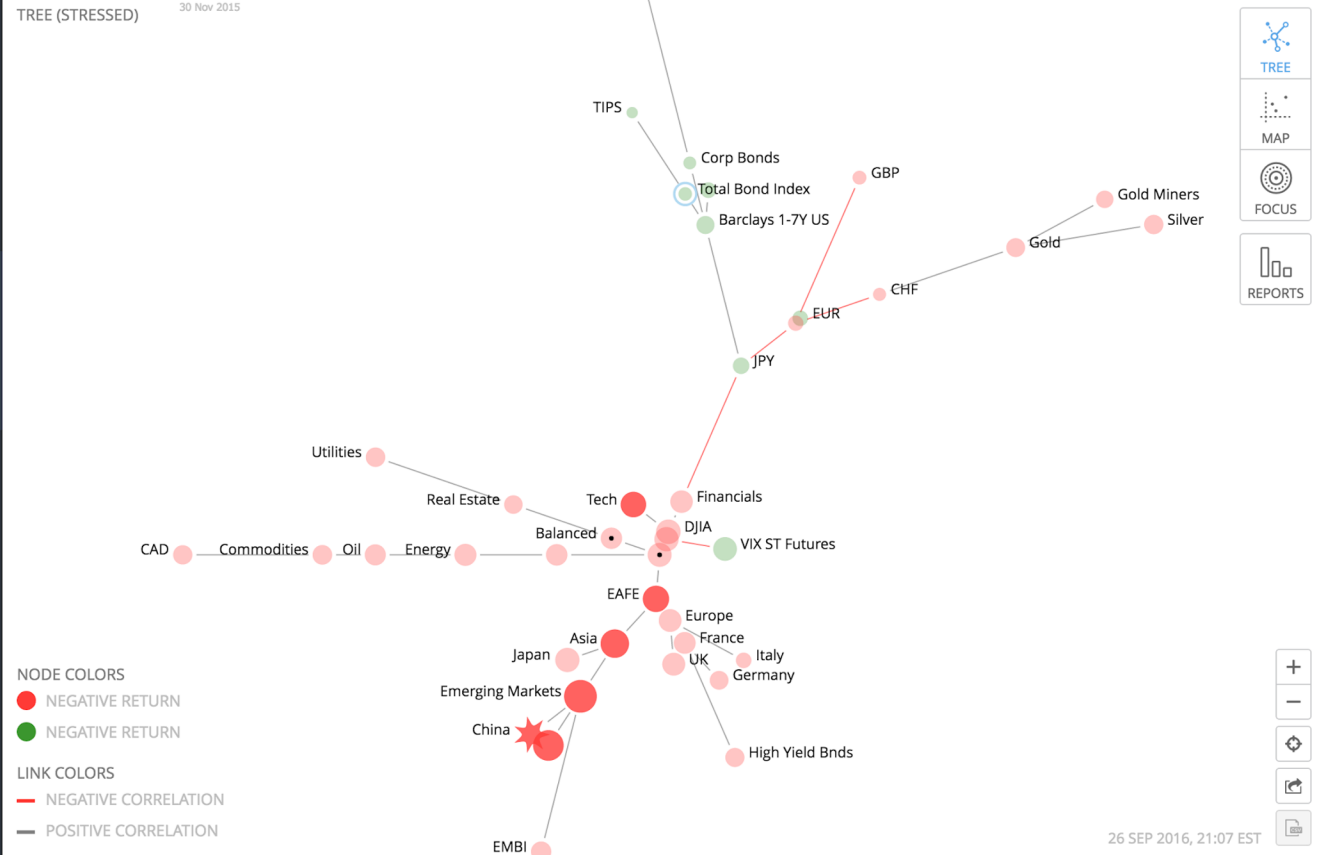 TREE (STRESSED)
30 Nov 2015
TREE
MAP
FOCUS
REPORTS
TIPS
Corp Bonds
Total Bond Index
Barclays 1-7Y US
GBP
Gold Miners
Silver
Gold
CHF
EUR
JPY
Utilities
Real Estate
Tech
Financials
DJIA
Balanced
VIX ST Futures
CAD
Commodities
Oil
Energy
EAFE
Europe
Asia
France
Japan
UK
Italy
Germany
Emerging Markets
China
High Yield Bnds
EMBI
NODE COLORS
NEGATIVE RETURN
NEGATIVE RETURN
LINK COLORS
NEGATIVE CORRELATION
POSITIVE CORRELATION
26 SEP 2016, 21:07 EST